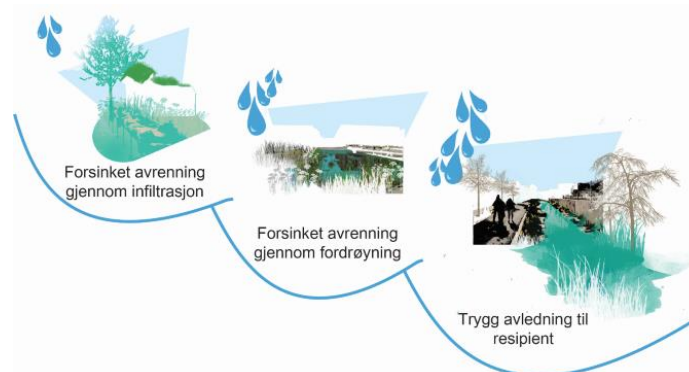 Forsinket avrenning
gjennom infiltrasjon
Forsinket avrenning
gjennom fordrøyning
Trygg avledning til
resipient